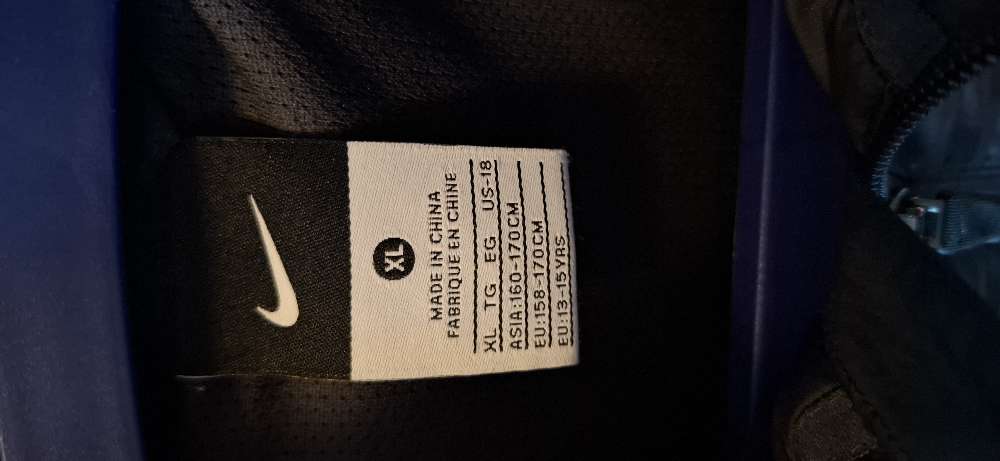 XL
MADE IN CHINA
FABRIQUE EN CHINE
XL TG EG US-18
ASIA:160-170CM
EU:158-170CM
EU:13-15YRS